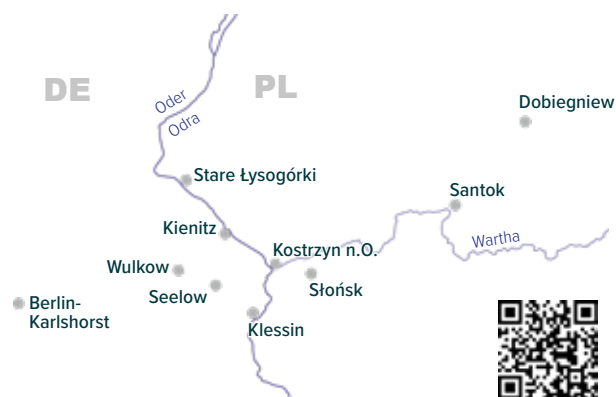 DE
PL
Oder
Odra
Dobiegniew
Stare Łysogórki
Santok
Kienitz
Wartha
Kostrzyn n.O.
Wulkow
Słońsk
Seelow
Berlin-
Karlshorst
Klessin